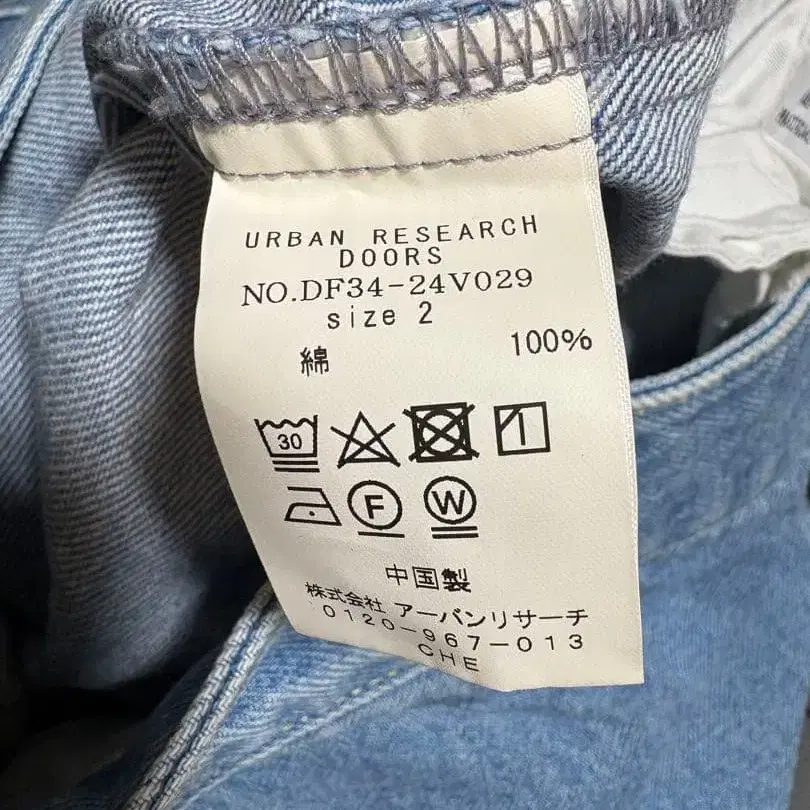 URBAN RESEARCH
DOORS
NO.DF34-24V029
size 2
綿 100%
30
F W
中国製
株式会社 アーバンリサーチ
0120-967-013
CHE